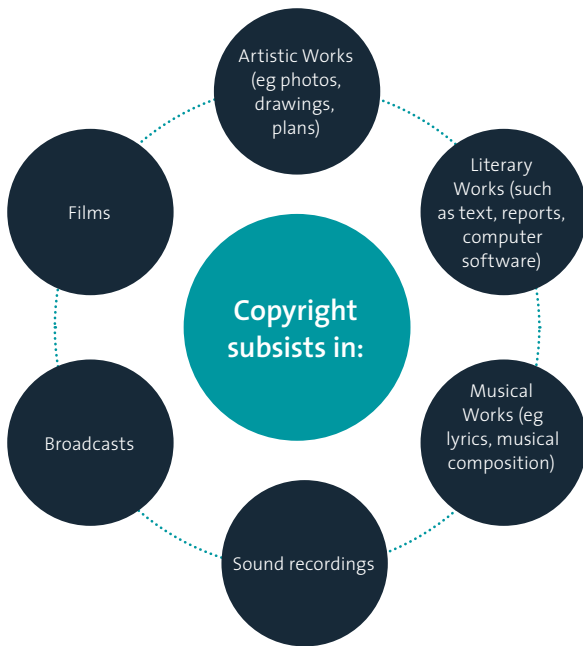 Artistic Works
(eg photos,
drawings,
plans)
Literary
Works (such
as text, reports,
computer
software)
Musical
Works (eg
lyrics, musical
composition)
Sound recordings
Broadcasts
Films
Copyright
subsists in: